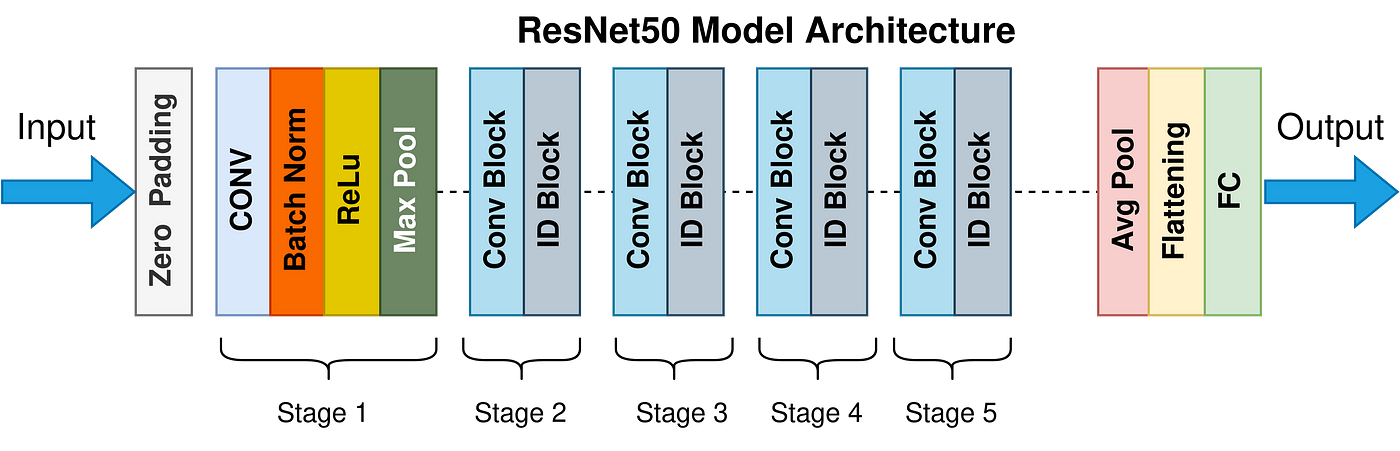 ResNet50 Model Architecture
Input
Zero Padding
CONV
Batch Norm
ReLu
Max Pool
Conv Block
ID Block
Conv Block
ID Block
Conv Block
ID Block
Conv Block
ID Block
Avg Pool
Flattening
FC
Output
Stage 1
Stage 2
Stage 3
Stage 4
Stage 5